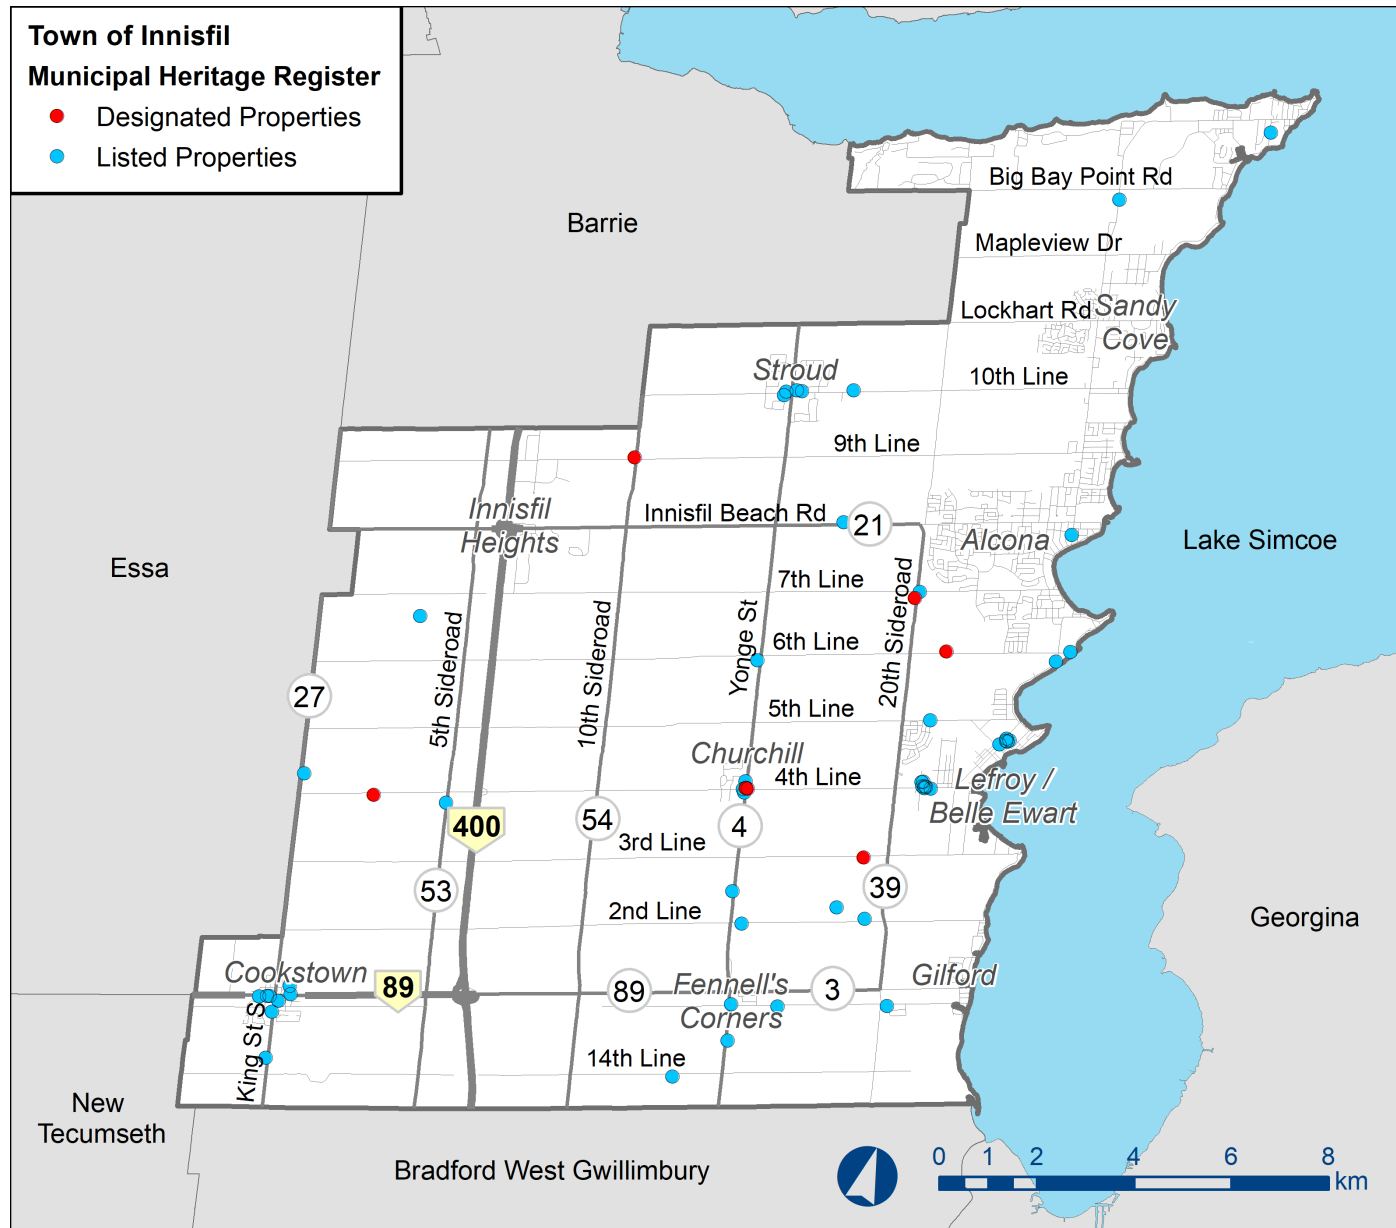 Town of Innisfil
Municipal Heritage Register
Designated Properties
Listed Properties
Big Bay Point Rd
Barrie
Mapleview Dr
Lockhart Rd
Sandy
Cove
Stroud
10th Line
9th Line
Innisfil
Heights
Innisfil Beach Rd
21
Alcona
Lake Simcoe
Essa
7th Line
5th Sideroad
10th Sideroad
Yonge St
20th Sideroad
6th Line
27
5th Line
Churchill
4th Line
Lefroy /
Belle Ewart
400
54
4
3rd Line
53
39
2nd Line
Georgina
Cookstown
89
89
Fennell's
Corners
3
Gilford
King St S
14th Line
New
Tecumseth
Bradford West Gwillimbury
0 1 2 4 6 8
km